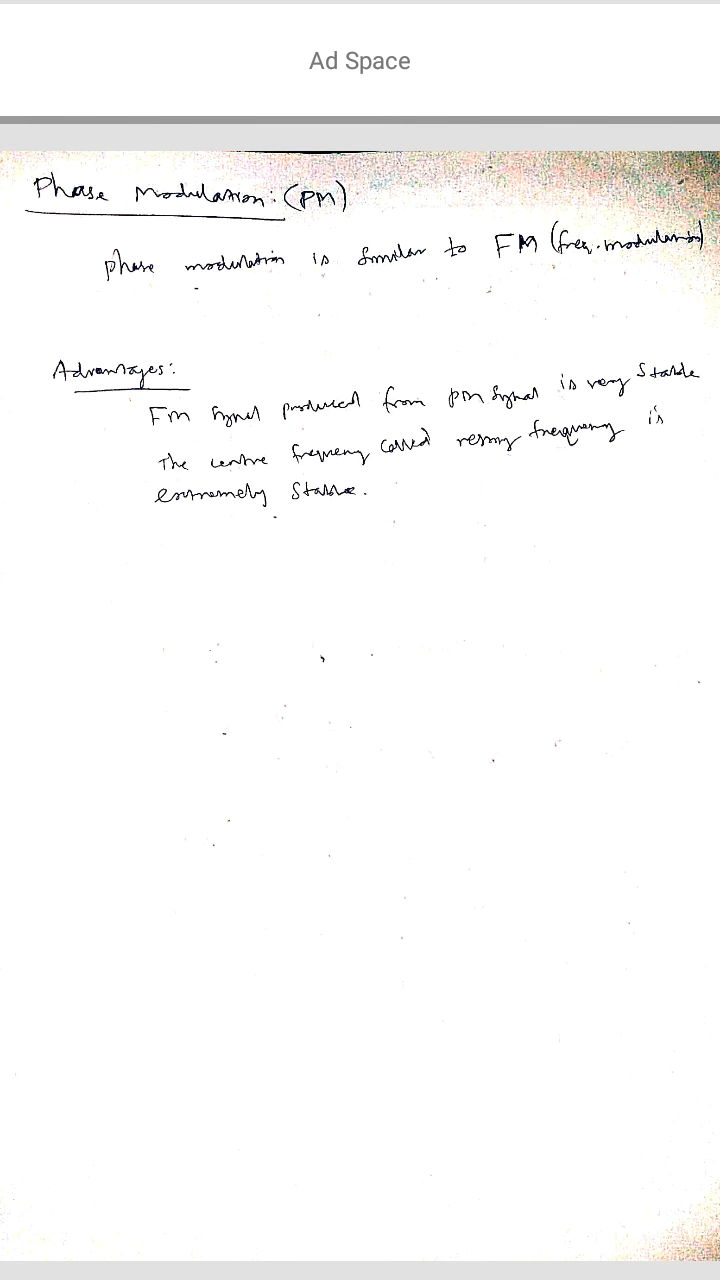 Ad Space
Phase Modulation: (PM)
phase modulation is similar to FM (freq. modulation)
Advantages:
FM signal produced from pm signal is very stable
The centre frequency called resting frequency is
extremely stable.